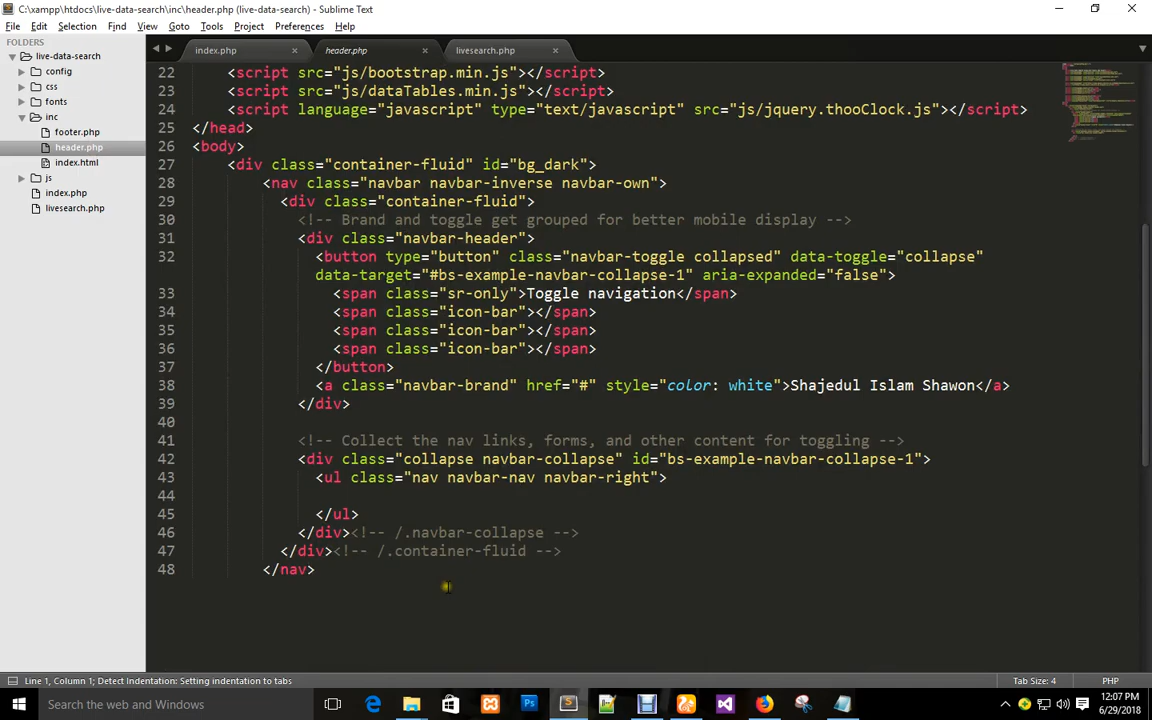 C:\xampp\htdocs\live-data-search\inc\header.php (live-data-search) - Sublime Text
File Edit Selection Find View Goto Tools Project Preferences Help
FOLDERS
live-data-search
config
css
fonts
inc
footer.php
header.php
index.html
js
index.php
livesearch.php
index.php × header.php × livesearch.php ×
22 <script src="js/bootstrap.min.js"></script>
23 <script src="js/dataTables.min.js"></script>
24 <script language="javascript" type="text/javascript" src="js/jquery.thooClock.js"></script>
25 </head>
26 <body>
27 <div class="container-fluid" id="bg_dark">
28 <nav class="navbar navbar-inverse navbar-own">
29 <div class="container-fluid">
30 <!-- Brand and toggle get grouped for better mobile display -->
31 <div class="navbar-header">
32 <button type="button" class="navbar-toggle collapsed" data-toggle="collapse"
data-target="#bs-example-navbar-collapse-1" aria-expanded="false">
33 <span class="sr-only">Toggle navigation</span>
34 <span class="icon-bar"></span>
35 <span class="icon-bar"></span>
36 <span class="icon-bar"></span>
37 </button>
38 <a class="navbar-brand" href="#" style="color: white">Shajedul Islam Shawon</a>
39 </div>
40
41 <!-- Collect the nav links, forms, and other content for toggling -->
42 <div class="collapse navbar-collapse" id="bs-example-navbar-collapse-1">
43 <ul class="nav navbar-nav navbar-right">
44
45 </ul>
46 </div><!-- /.navbar-collapse -->
47 </div><!-- /.container-fluid -->
48 </nav>
Line 1, Column 1; Detect Indentation: Setting indentation to tabs Tab Size: 4 PHP
Search the web and Windows
12:07 PM
6/29/2018